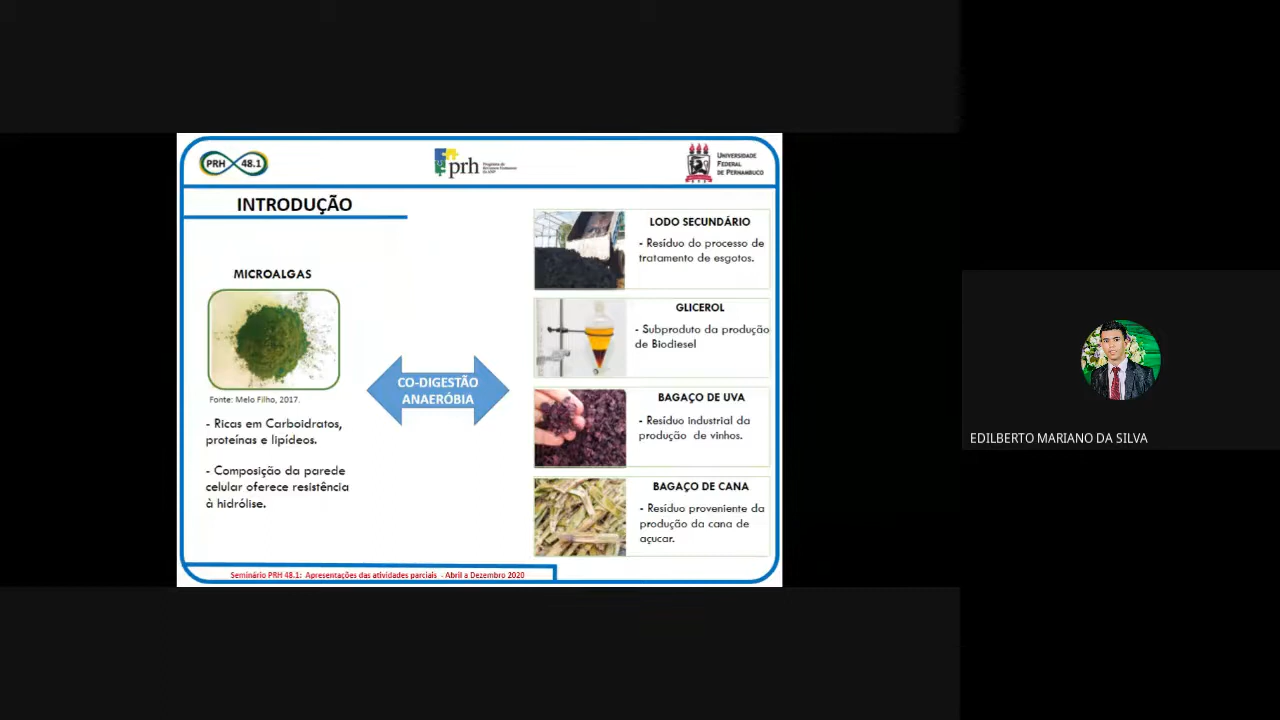 PRH 48.1
prh
UNIVERSIDADE
FEDERAL
DE PERNAMBUCO
INTRODUÇÃO
MICROALGAS
Fonte: Melo Filho, 2017.
- Ricas em Carboidratos,
proteínas e lipídeos.
- Composição da parede
celular oferece resistência
à hidrólise.
CO-DIGESTÃO
ANAERÓBIA
LODO SECUNDÁRIO
- Resíduo do processo de
tratamento de esgotos.
GLICEROL
- Subproduto da produção
de Biodiesel
BAGAÇO DE UVA
- Resíduo industrial da
produção de vinhos.
BAGAÇO DE CANA
- Resíduo proveniente da
produção da cana de
açucar.
Seminário PRH 48.1: Apresentações das atividades parciais - Abril a Dezembro 2020
EDILBERTO MARIANO DA SILVA